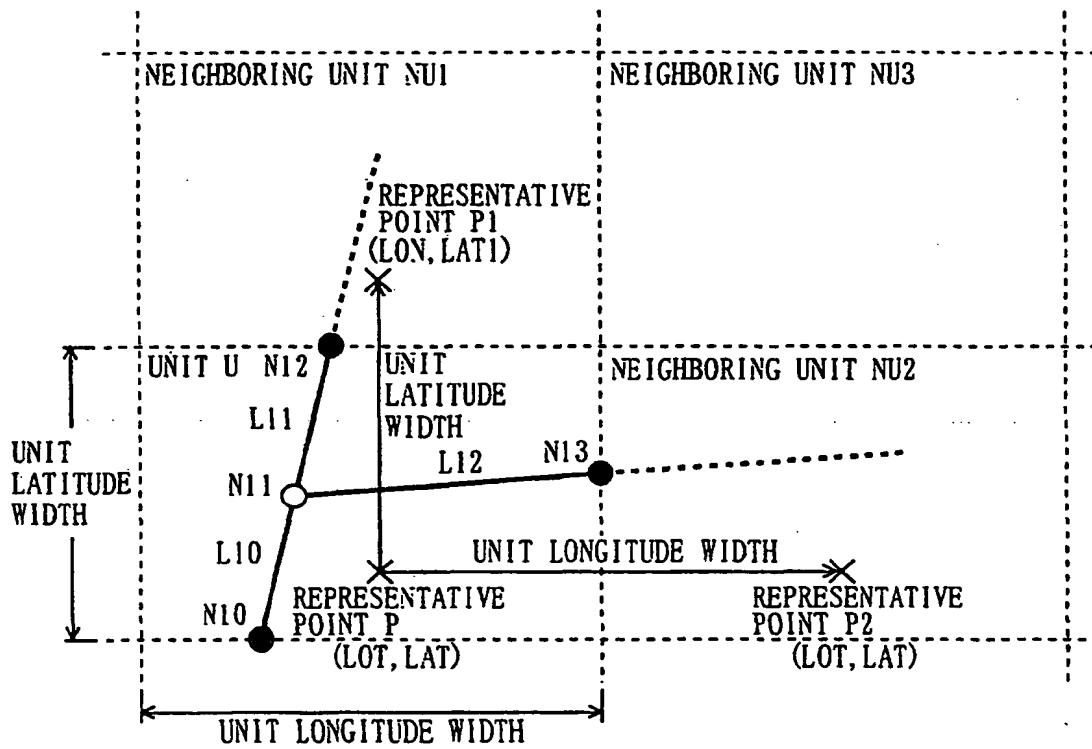 NEIGHBORING UNIT NU1
NEIGHBORING UNIT NU3
REPRESENTATIVE
POINT P1
(LON,LAT1)
UNIT U N12
UNIT
LATITUDE
WIDTH
NEIGHBORING UNIT NU2
L11
N13
L12
UNIT
LATITUDE
WIDTH
N11
L10
UNIT LONGITUDE WIDTH
N10
REPRESENTATIVE
POINT P
(LOT,LAT)
REPRESENTATIVE
POINT P2
(LOT,LAT)
UNIT LONGITUDE WIDTH